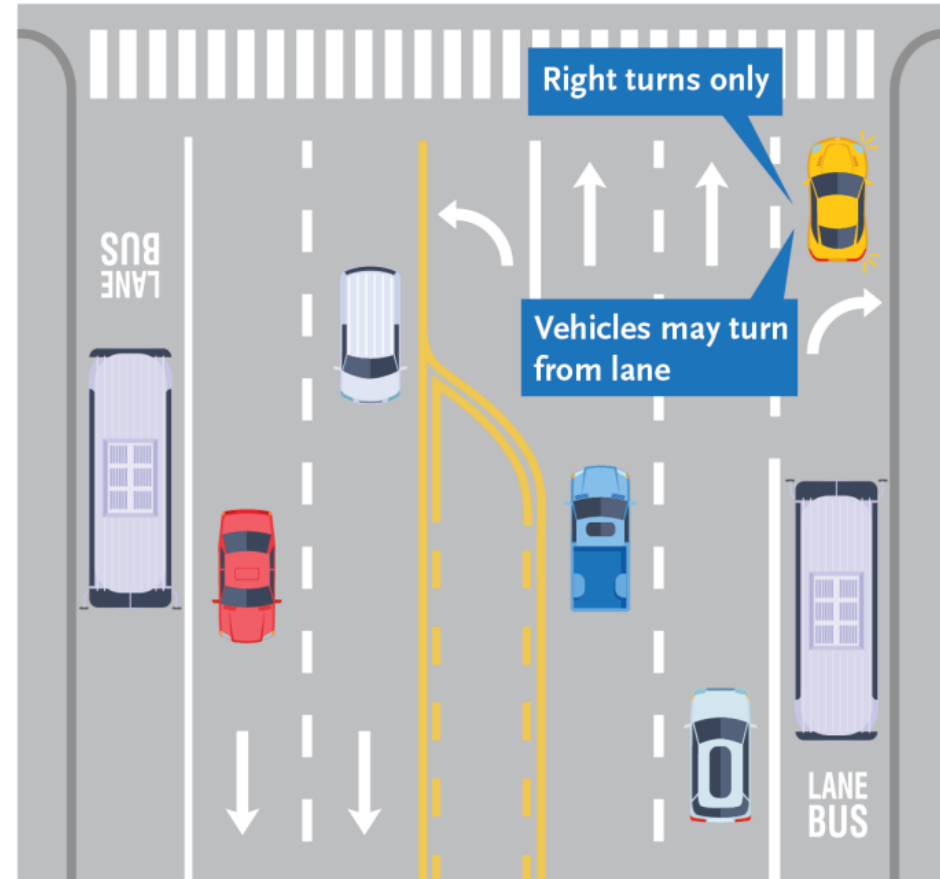 Right turns only
BUS
LANE
Vehicles may turn
from lane
LANE
BUS